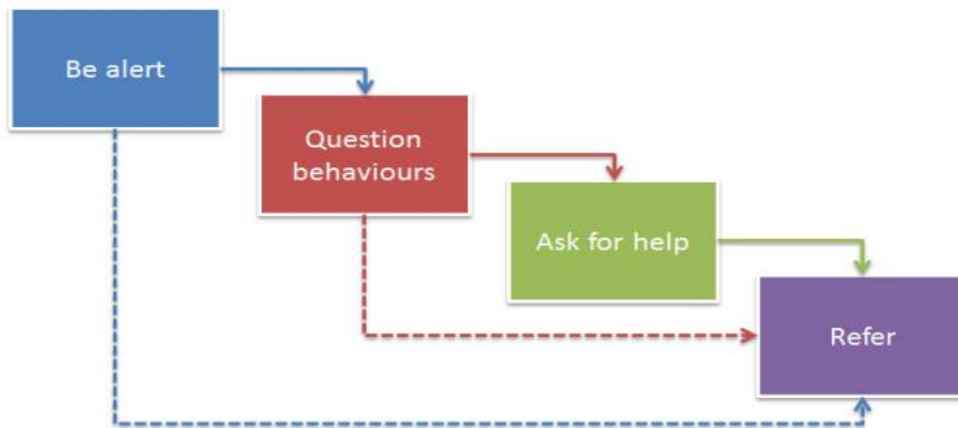 Be alert
Question
behaviours
Ask for help
Refer